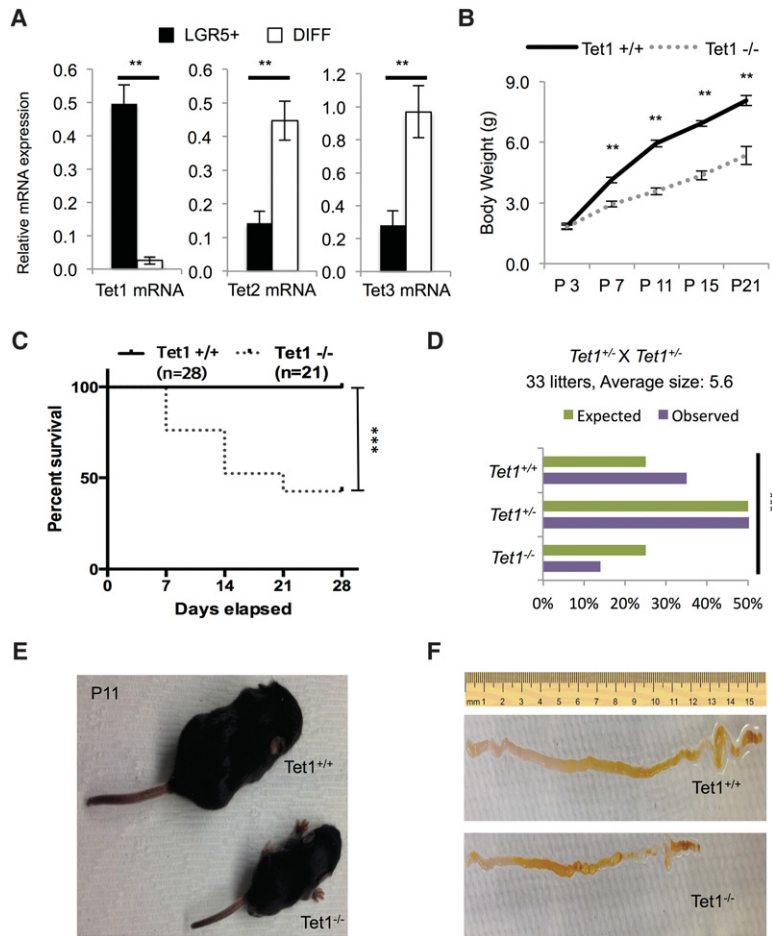 A
LGR5+ DIFF
Relative mRNA expression
** ** **
0.6 0.6 1.2
0.5 0.5 1.0
0.4 0.4 0.8
0.3 0.3 0.6
0.2 0.2 0.4
0.1 0.1 0.2
0.0 0.0 0.0
Tet1 mRNA Tet2 mRNA Tet3 mRNA
B
Tet1 +/+ Tet1 -/-
Body Weight (g)
9.0
6.0
3.0
0.0
** ** ** **
P 3 P 7 P 11 P 15 P21
C
Tet1 +/+ Tet1 -/-
(n=28) (n=21)
Percent survival
100
50
0
***
0 7 14 21 28
Days elapsed
D
Tet1+/- X Tet1+/-
33 litters, Average size: 5.6
Expected Observed
Tet1+/+
Tet1+/-
Tet1-/-
***
0% 10% 20% 30% 40% 50%
E
P11
Tet1+/+
Tet1-/-
F
mm 1 2 3 4 5 6 7 8 9 10 11 12 13 14 15
Tet1+/+
Tet1-/-